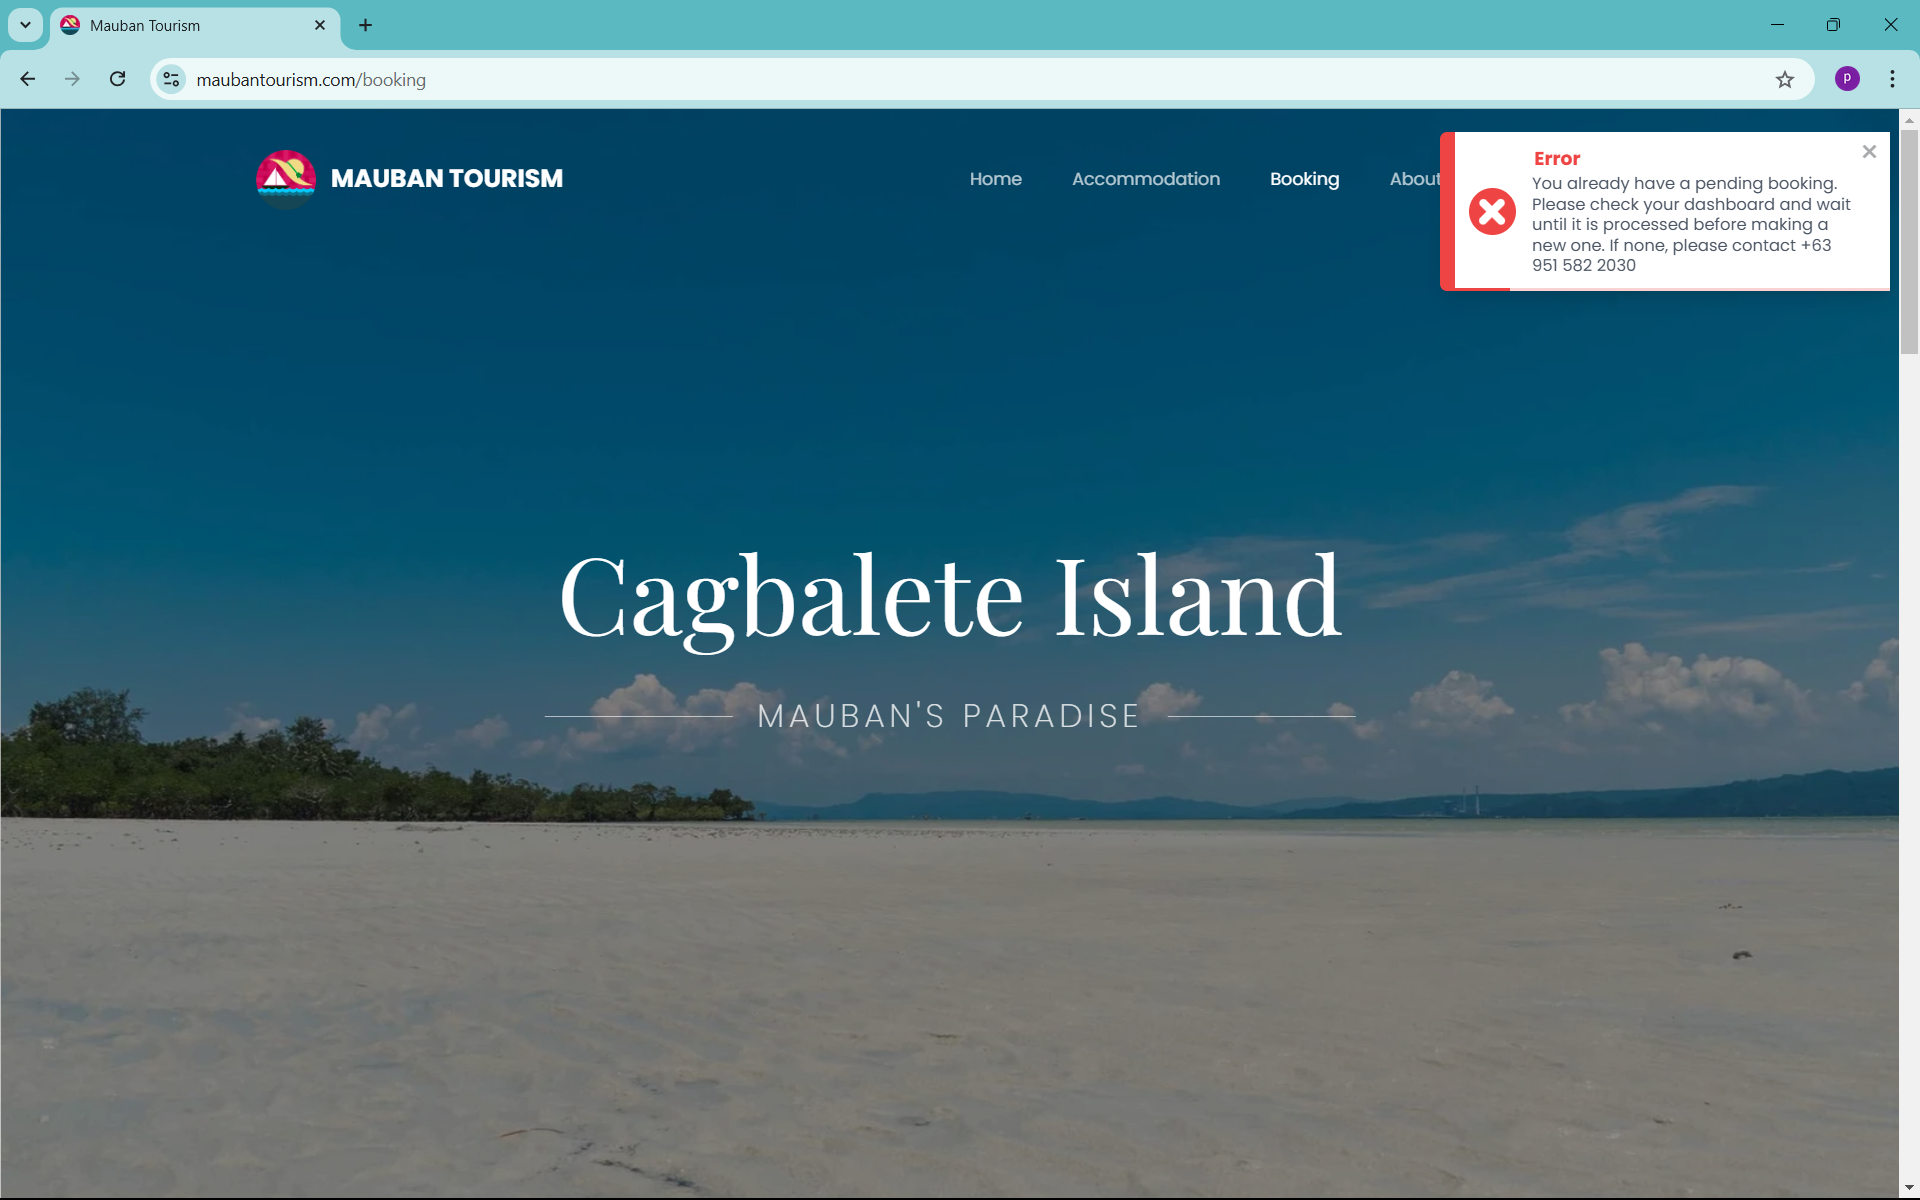 Mauban Tourism
maubantourism.com/booking
P
MAUBAN TOURISM
Home
Accommodation
Booking
About
Error
You already have a pending booking.
Please check your dashboard and wait
until it is processed before making a
new one. If none, please contact +63
951 582 2030
Cagbalete Island
MAUBAN'S PARADISE